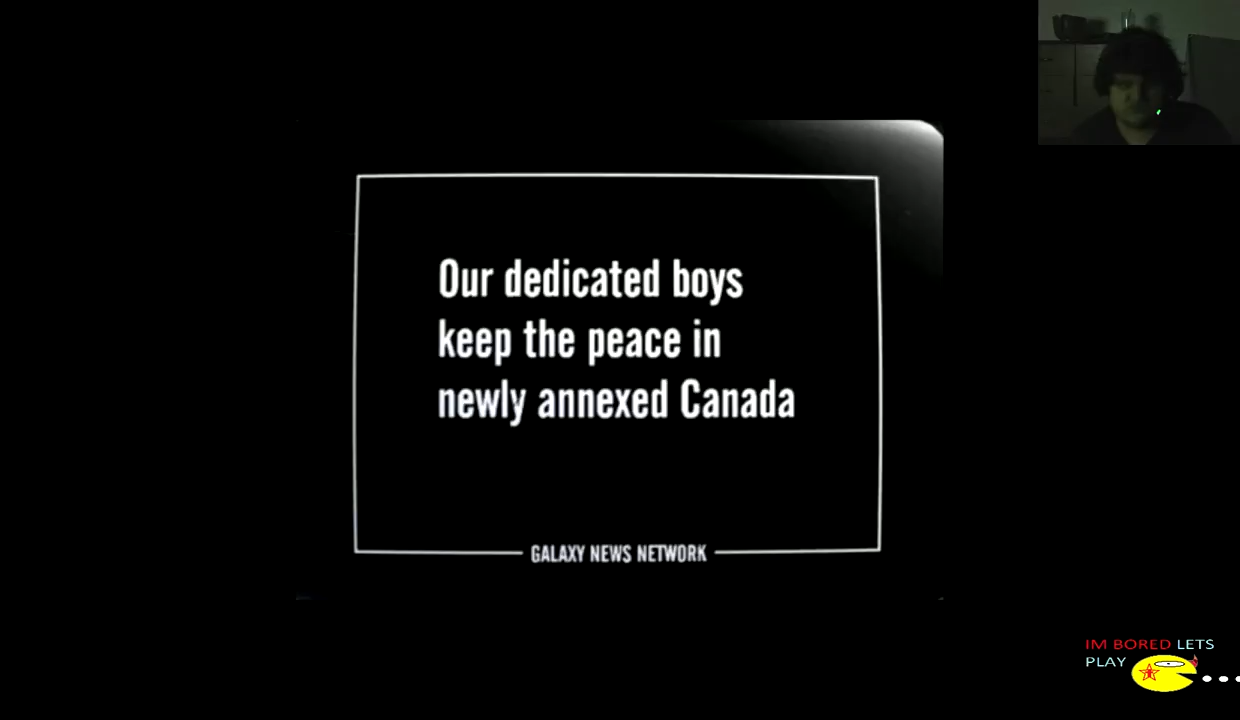 Our dedicated boys
keep the peace in
newly annexed Canada
GALAXY NEWS NETWORK
IM BORED LETS
PLAY